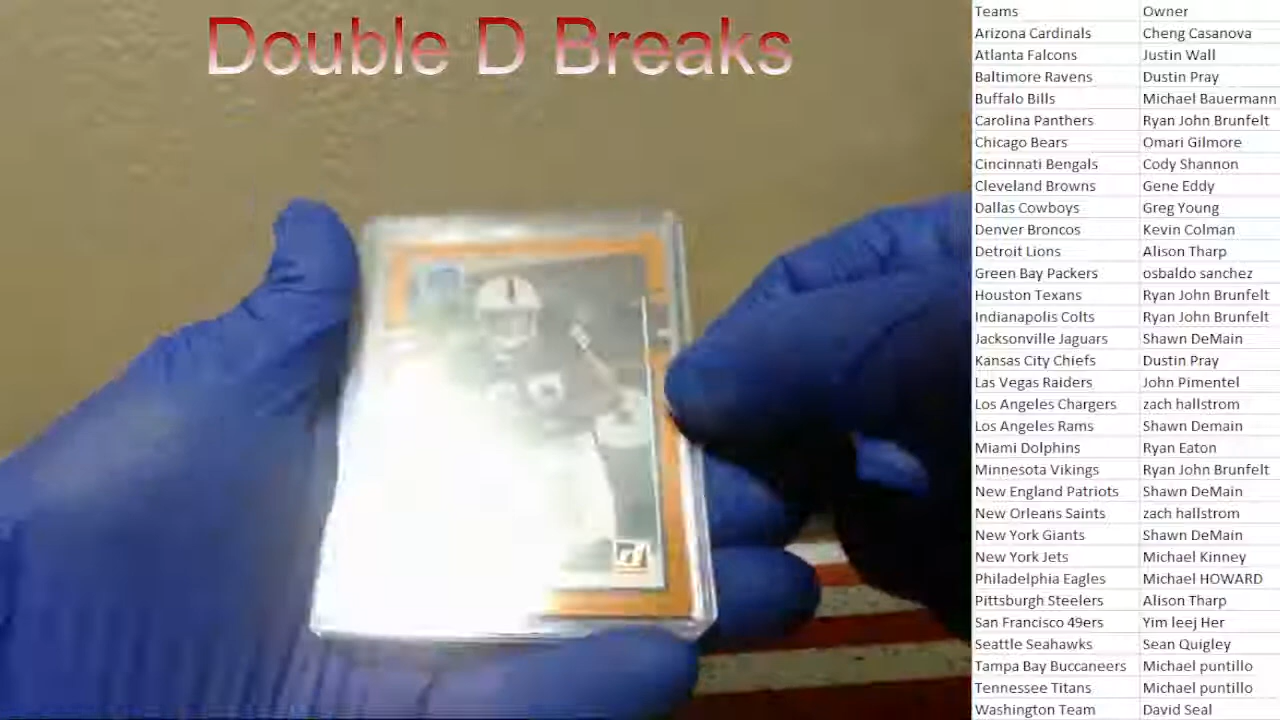 Double D Breaks
Teams Owner
Arizona Cardinals Cheng Casanova
Atlanta Falcons Justin Wall
Baltimore Ravens Dustin Pray
Buffalo Bills Michael Bauermann
Carolina Panthers Ryan John Brunfelt
Chicago Bears Omari Gilmore
Cincinnati Bengals Cody Shannon
Cleveland Browns Gene Eddy
Dallas Cowboys Greg Young
Denver Broncos Kevin Colman
Detroit Lions Alison Tharp
Green Bay Packers osbaldo sanchez
Houston Texans Ryan John Brunfelt
Indianapolis Colts Ryan John Brunfelt
Jacksonville Jaguars Shawn DeMain
Kansas City Chiefs Dustin Pray
Las Vegas Raiders John Pimentel
Los Angeles Chargers zach hallstrom
Los Angeles Rams Shawn Demain
Miami Dolphins Ryan Eaton
Minnesota Vikings Ryan John Brunfelt
New England Patriots Shawn DeMain
New Orleans Saints zach hallstrom
New York Giants Shawn DeMain
New York Jets Michael Kinney
Philadelphia Eagles Michael HOWARD
Pittsburgh Steelers Alison Tharp
San Francisco 49ers Yim leej Her
Seattle Seahawks Sean Quigley
Tampa Bay Buccaneers Michael puntillo
Tennessee Titans Michael puntillo
Washington Team David Seal